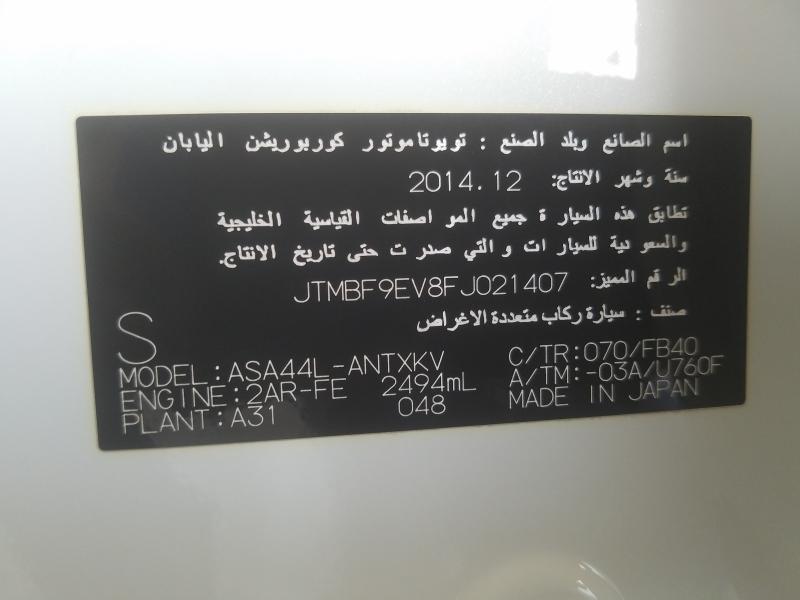 اسم الصانع وبلد الصنع : تويوتاموتور كوربوريشن اليابان
سنة وشهر الانتاج: 2014.12
تطابق هذه السيارة جميع المواصفات القياسية الخليجية
والسعودية للسيارات والتي صدرت حتى تاريخ الانتاج.
الرقم المميز: JTMBF9EV8FJ021407
صنف : سيارة ركاب متعددة الاغراض
S
MODEL:ASA44L-ANTXKV C/TR:070/FB40
ENGINE:2AR-FE 2494mL A/TM:-03A/U760F
PLANT:A31 048 MADE IN JAPAN